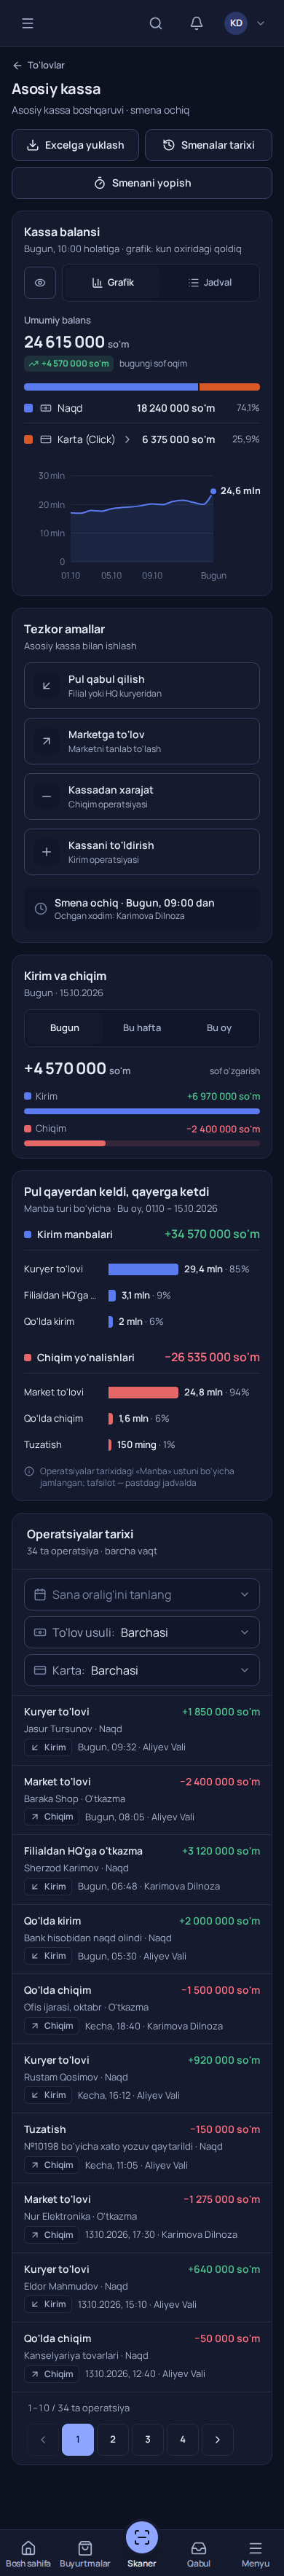 KD
To'lovlar
Asosiy kassa
Asosiy kassa boshqaruvi · smena ochiq
Excelga yuklash
Smenalar tarixi
Smenani yopish
Kassa balansi
Bugun, 10:00 holatiga · grafik: kun oxiridagi qoldiq
Grafik
Jadval
Umumiy balans
24 615 000 so'm
+4 570 000 so'm bugungi sof oqim
Naqd 18 240 000 so'm 74,1%
Karta (Click) 6 375 000 so'm 25,9%
30 mln
20 mln
10 mln
0
24,6 mln
01.10 05.10 09.10 Bugun
Tezkor amallar
Asosiy kassa bilan ishlash
Pul qabul qilish
Filial yoki HQ kuryeridan
Marketga to'lov
Marketni tanlab to'lash
Kassadan xarajat
Chiqim operatsiyasi
Kassani to'ldirish
Kirim operatsiyasi
Smena ochiq · Bugun, 09:00 dan
Ochgan xodim: Karimova Dilnoza
Kirim va chiqim
Bugun · 15.10.2026
Bugun Bu hafta Bu oy
+4 570 000 so'm sof o'zgarish
Kirim +6 970 000 so'm
Chiqim −2 400 000 so'm
Pul qayerdan keldi, qayerga ketdi
Manba turi bo'yicha · Bu oy, 01.10 – 15.10.2026
Kirim manbalari +34 570 000 so'm
Kuryer to'lovi 29,4 mln · 85%
Filialdan HQ'ga ... 3,1 mln · 9%
Qo'lda kirim 2 mln · 6%
Chiqim yo'nalishlari −26 535 000 so'm
Market to'lovi 24,8 mln · 94%
Qo'lda chiqim 1,6 mln · 6%
Tuzatish 150 ming · 1%
Operatsiyalar tarixidagi «Manba» ustuni bo'yicha
jamlangan; tafsilot — pastdagi jadvalda
Operatsiyalar tarixi
34 ta operatsiya · barcha vaqt
Sana oralig'ini tanlang
To'lov usuli: Barchasi
Karta: Barchasi
Kuryer to'lovi +1 850 000 so'm
Jasur Tursunov · Naqd
Kirim Bugun, 09:32 · Aliyev Vali
Market to'lovi −2 400 000 so'm
Baraka Shop · O'tkazma
Chiqim Bugun, 08:05 · Aliyev Vali
Filialdan HQ'ga o'tkazma +3 120 000 so'm
Sherzod Karimov · Naqd
Kirim Bugun, 06:48 · Karimova Dilnoza
Qo'lda kirim +2 000 000 so'm
Bank hisobidan naqd olindi · Naqd
Kirim Bugun, 05:30 · Aliyev Vali
Qo'lda chiqim −1 500 000 so'm
Ofis ijarasi, oktabr · O'tkazma
Chiqim Kecha, 18:40 · Karimova Dilnoza
Kuryer to'lovi +920 000 so'm
Rustam Qosimov · Naqd
Kirim Kecha, 16:12 · Aliyev Vali
Tuzatish −150 000 so'm
№10198 bo'yicha xato yozuv qaytarildi · Naqd
Chiqim Kecha, 11:05 · Aliyev Vali
Market to'lovi −1 275 000 so'm
Nur Elektronika · O'tkazma
Chiqim 13.10.2026, 17:30 · Karimova Dilnoza
Kuryer to'lovi +640 000 so'm
Eldor Mahmudov · Naqd
Kirim 13.10.2026, 15:10 · Aliyev Vali
Qo'lda chiqim −50 000 so'm
Kanselyariya tovarlari · Naqd
Chiqim 13.10.2026, 12:40 · Aliyev Vali
1–10 / 34 ta operatsiya
1 2 3 4
Bosh sahifa Buyurtmalar Skaner Qabul Menyu